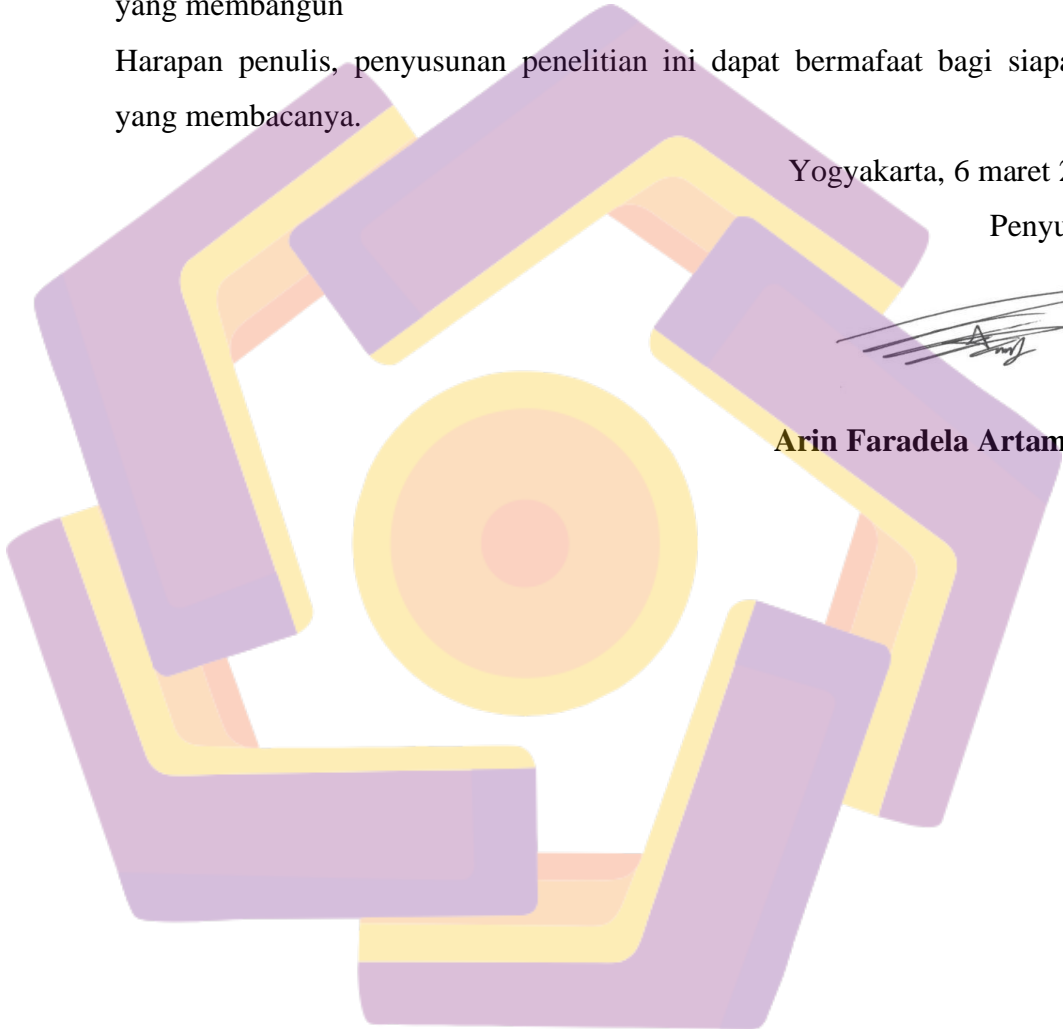 yang membangun
Harapan penulis, penyusunan penelitian ini dapat bermafaat bagi siapa
yang membacanya.
Yogyakarta, 6 maret 2
Penyu
Arin Faradela Artam